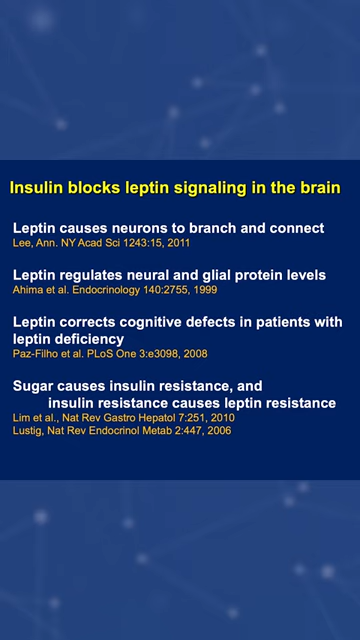 Insulin blocks leptin signaling in the brain
Leptin causes neurons to branch and connect
Lee, Ann. NY Acad Sci 1243:15, 2011
Leptin regulates neural and glial protein levels
Ahima et al. Endocrinology 140:2755, 1999
Leptin corrects cognitive defects in patients with
leptin deficiency
Paz-Filho et al. PLoS One 3:e3098, 2008
Sugar causes insulin resistance, and
insulin resistance causes leptin resistance
Lim et al., Nat Rev Gastro Hepatol 7:251, 2010
Lustig, Nat Rev Endocrinol Metab 2:447, 2006